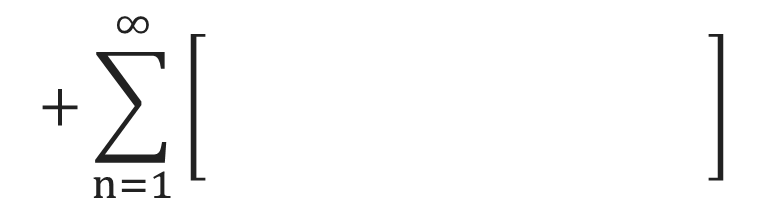 ∞
+ ∑ [ ]
n=1